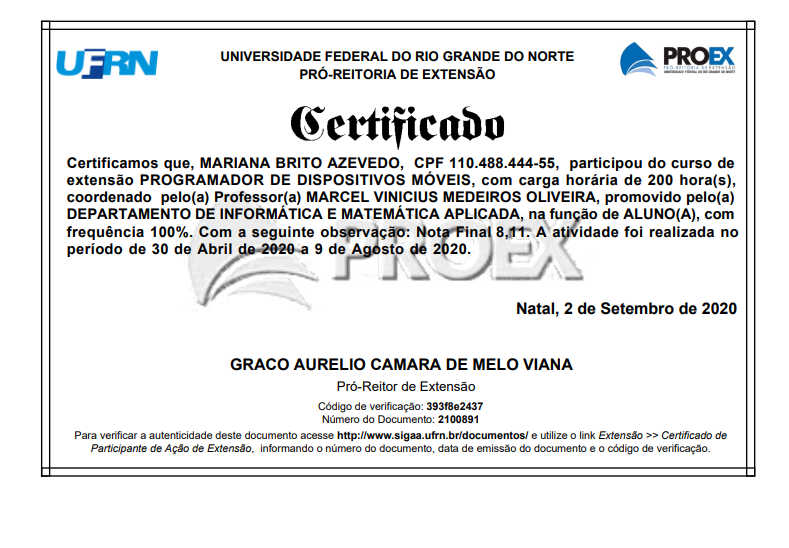 UFRN
UNIVERSIDADE FEDERAL DO RIO GRANDE DO NORTE
PRÓ-REITORIA DE EXTENSÃO
PROEX
PRÓ-REITORIA DE EXTENSÃO
UNIVERSIDADE FEDERAL DO RIO GRANDE DO NORTE
Certificado
Certificamos que, MARIANA BRITO AZEVEDO, CPF 110.488.444-55, participou do curso de
extensão PROGRAMADOR DE DISPOSITIVOS MÓVEIS, com carga horária de 200 hora(s),
coordenado pelo(a) Professor(a) MARCEL VINICIUS MEDEIROS OLIVEIRA, promovido pelo(a)
DEPARTAMENTO DE INFORMÁTICA E MATEMÁTICA APLICADA, na função de ALUNO(A), com
frequência 100%. Com a seguinte observação: Nota Final 8,11. A atividade foi realizada no
período de 30 de Abril de 2020 a 9 de Agosto de 2020.
PROEX
Natal, 2 de Setembro de 2020
GRACO AURELIO CAMARA DE MELO VIANA
Pró-Reitor de Extensão
Código de verificação: 393f8e2437
Número do Documento: 2100891
Para verificar a autenticidade deste documento acesse http://www.sigaa.ufrn.br/documentos/ e utilize o link Extensão >> Certificado de
Participante de Ação de Extensão, informando o número do documento, data de emissão do documento e o código de verificação.